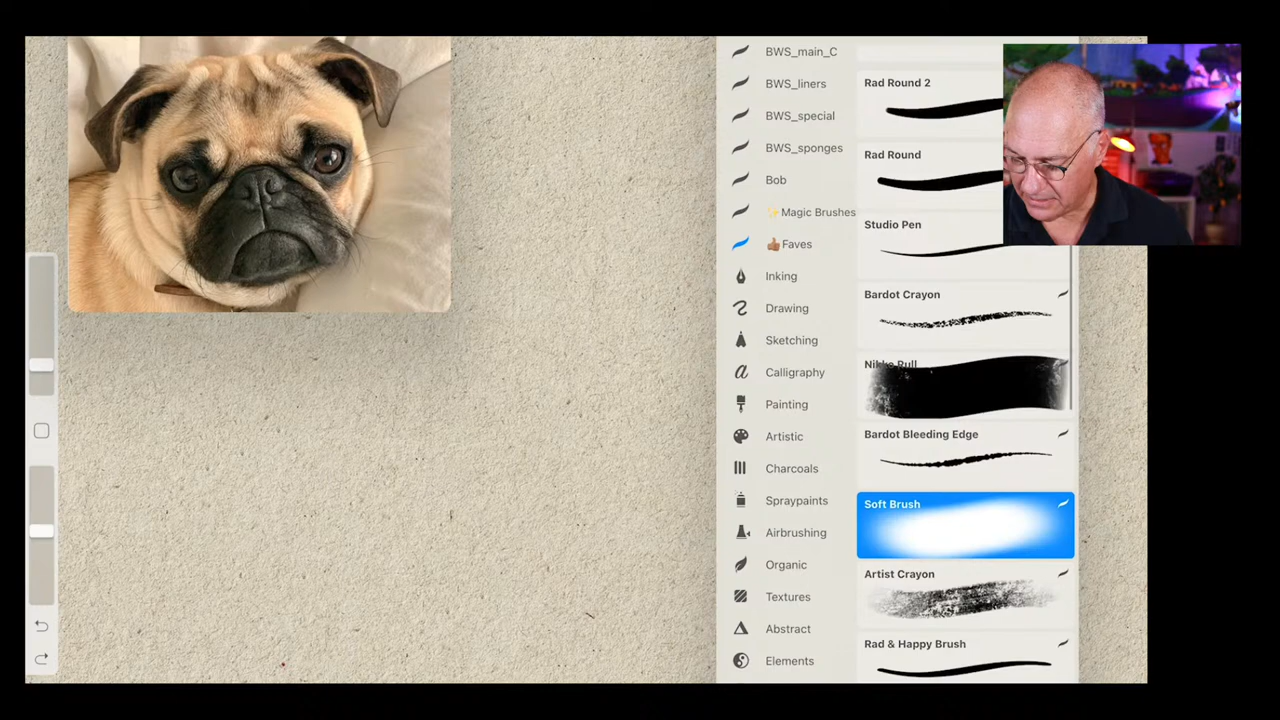 BWS_main_C
BWS_liners
BWS_special
BWS_sponges
Bob
✨Magic Brushes
👍🏽Faves
Inking
Drawing
Sketching
Calligraphy
Painting
Artistic
Charcoals
Spraypaints
Airbrushing
Organic
Textures
Abstract
Elements
Rad Round 2
Rad Round
Studio Pen
Bardot Crayon
Nikko Rull
Bardot Bleeding Edge
Soft Brush
Artist Crayon
Rad & Happy Brush